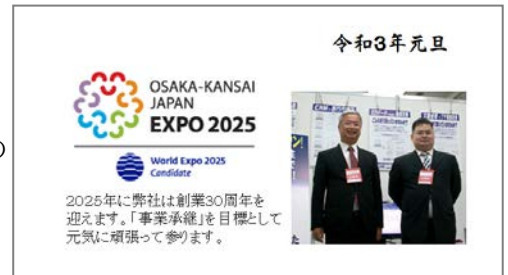 令和3年元旦
OSAKA-KANSAI
JAPAN
EXPO 2025
World Expo 2025
Candidate
2025年に弊社は創業30周年を
迎えます。「事業承継」を目標として
元気に頑張って参ります。